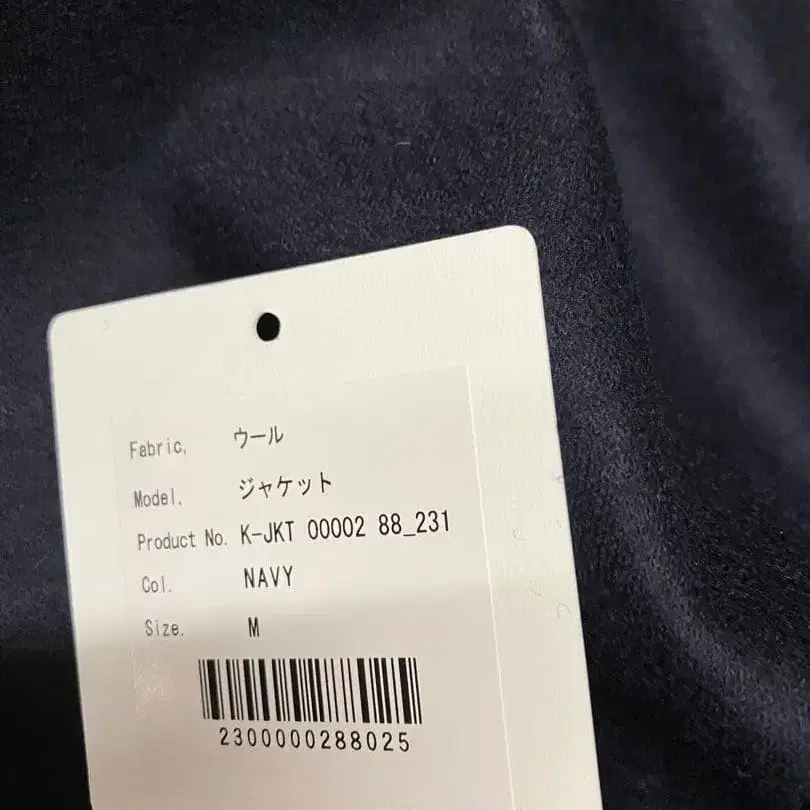 Fabric, ウール
Model. ジャケット
Product No. K-JKT 00002 88_231
Col. NAVY
Size. M
2300000288025